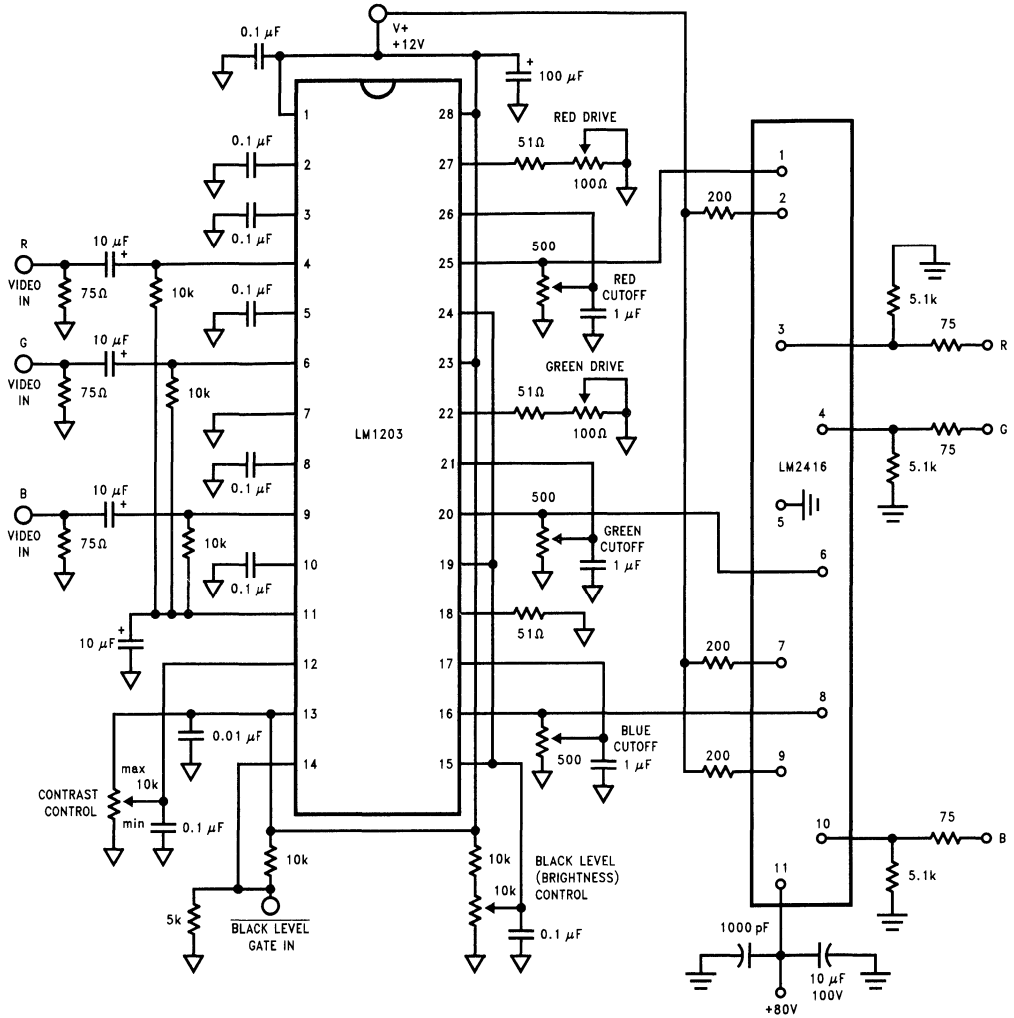 V+
+12V
0.1 μF
+
100 μF
1
28
RED DRIVE
0.1 μF
51Ω
2
27
100Ω
1
200
2
3
26
0.1 μF
R
VIDEO
IN
10 μF
+
4
25
500
75Ω
10k
RED
CUTOFF
1 μF
0.1 μF
5
24
5.1k
G
VIDEO
IN
10 μF
+
6
23
3
75
R
75Ω
10k
GREEN DRIVE
51Ω
7
22
100Ω
LM1203
4
75
G
5.1k
LM2416
8
21
0.1 μF
B
VIDEO
IN
10 μF
+
9
20
500
5
75Ω
10k
GREEN
CUTOFF
1 μF
10
19
0.1 μF
6
10 μF
+
11
18
51Ω
12
17
200
7
13
16
8
0.01 μF
BLUE
CUTOFF
500
1 μF
14
15
200
9
CONTRAST
CONTROL
max
10k
min
0.1 μF
10
75
B
10k
10k
BLACK LEVEL
(BRIGHTNESS)
CONTROL
10k
11
5.1k
5k
BLACK LEVEL
GATE IN
0.1 μF
1000 pF
10 μF
100V
+80V